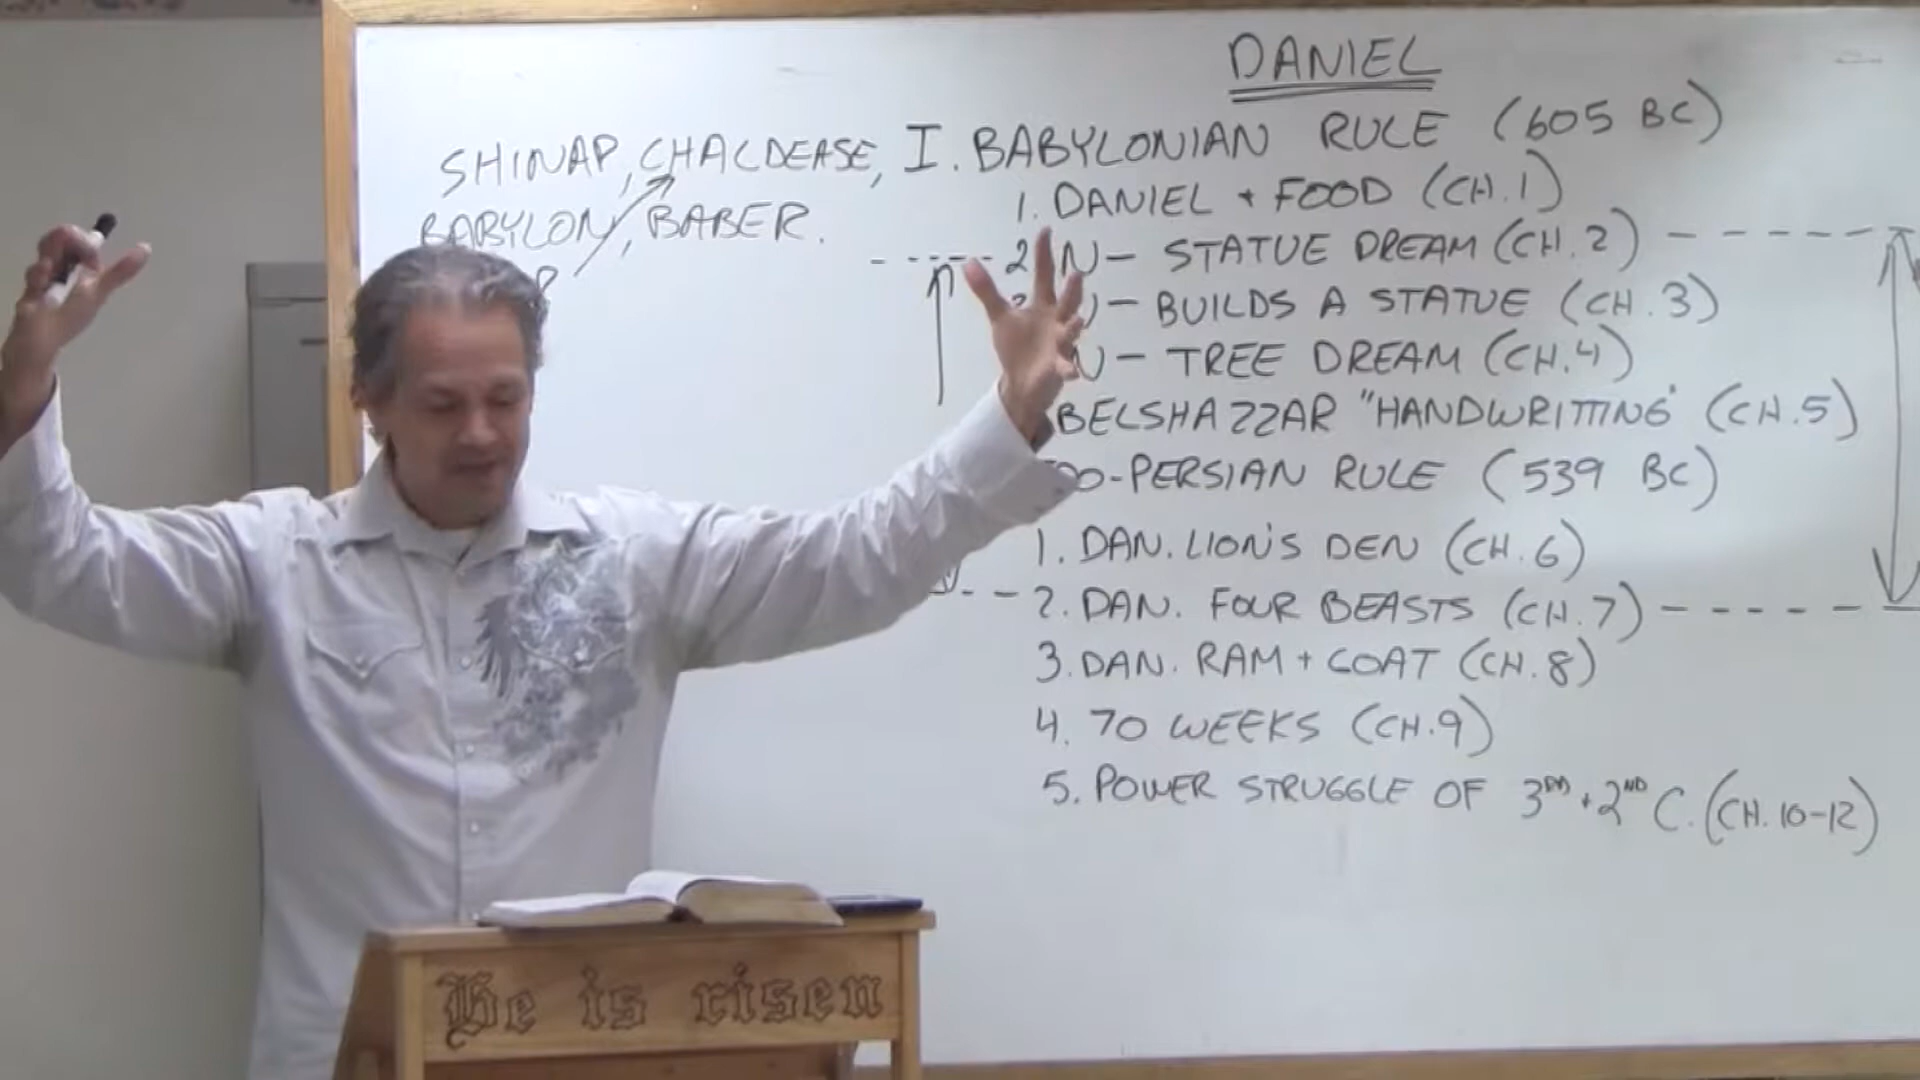 DANIEL
SHINAP, CHALDEASE,
BABYLON, BABER.
P
I. BABYLONIAN RULE (605 BC)
1. DANIEL + FOOD (CH.1)
2. N- STATUE DREAM (CH.2)
N- BUILDS A STATUE (CH.3)
N- TREE DREAM (CH.4)
BELSHAZZAR "HANDWRITTING" (CH.5)
DO-PERSIAN RULE (539 BC)
1. DAN. LION'S DEN (CH.6)
2. DAN. FOUR BEASTS (CH.7)
3. DAN. RAM + GOAT (CH.8)
4. 70 WEEKS (CH.9)
5. POWER STRUGGLE OF 3RD + 2ND C. (CH. 10-12)
He is risen